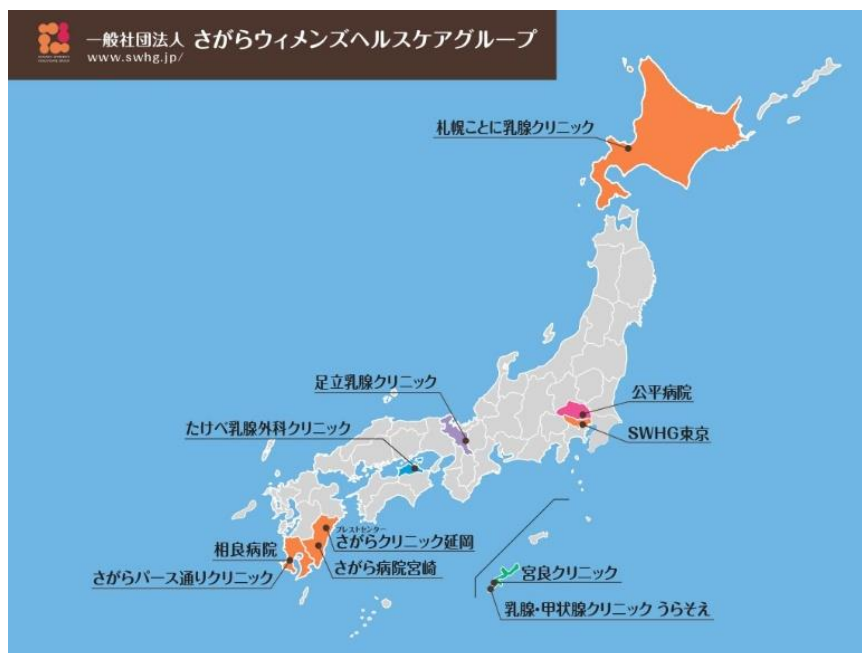 一般社団法人 さがらウィメンズヘルスケアグループ
www.swhg.jp/
札幌ことに乳腺クリニック
足立乳腺クリニック
公平病院
たけべ乳腺外科クリニック
SWHG東京
ブレストセンター
さがらクリニック延岡
相良病院
さがら病院宮崎
さがらパース通りクリニック
宮良クリニック
乳腺・甲状腺クリニック うらそえ